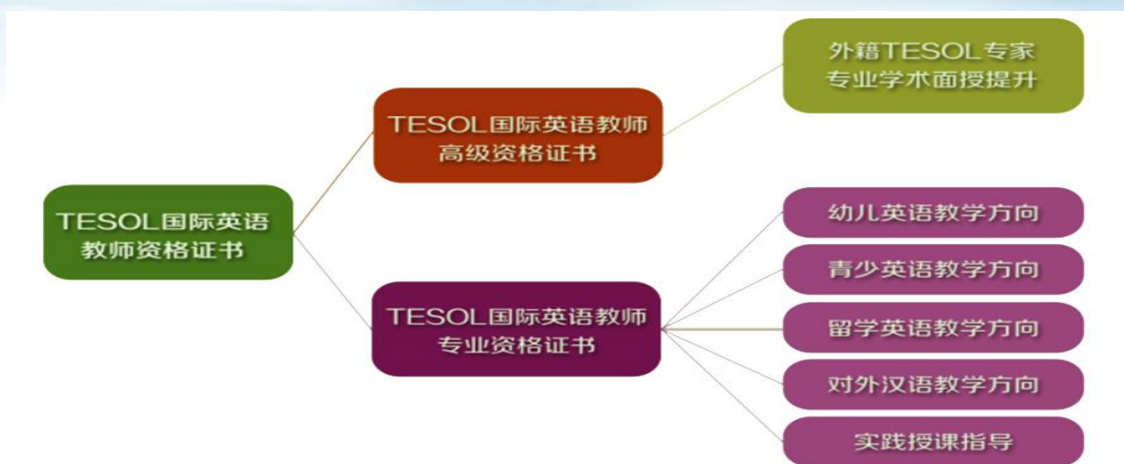 TESOL国际英语
教师资格证书
TESOL国际英语教师
高级资格证书
外籍TESOL专家
专业学术面授提升
TESOL国际英语教师
专业资格证书
幼儿英语教学方向
青少英语教学方向
留学英语教学方向
对外汉语教学方向
实践授课指导